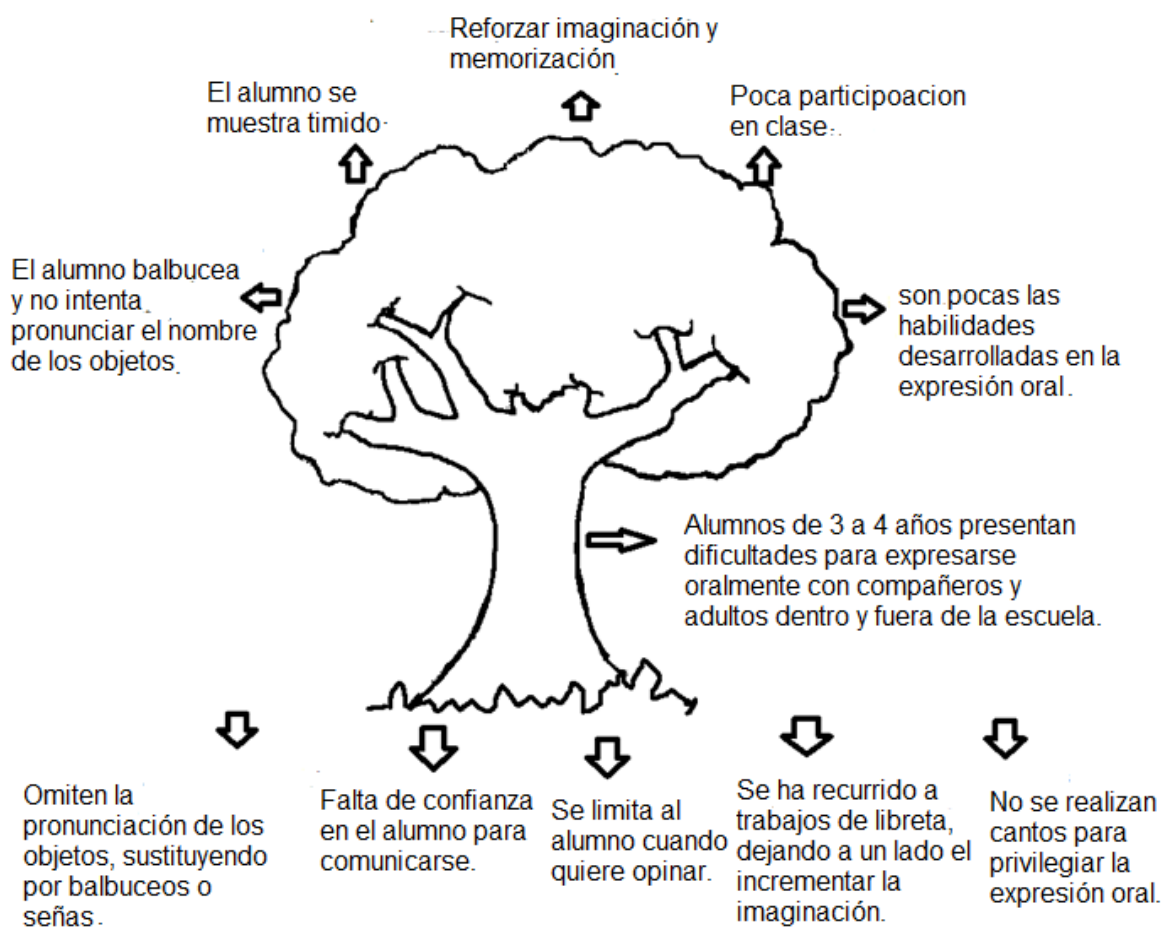 Reforzar imaginación y
memorización
El alumno se
muestra timido
Poca participoacion
en clase.
El alumno balbucea
y no intenta
pronunciar el nombre
de los objetos.
son pocas las
habilidades
desarrolladas en la
expresión oral.
Alumnos de 3 a 4 años presentan
dificultades para expresarse
oralmente con compañeros y
adultos dentro y fuera de la escuela.
Omiten la
pronunciación de los
objetos, sustituyendo
por balbuceos o
señas.
Falta de confianza
en el alumno para
comunicarse.
Se limita al
alumno cuando
quiere opinar.
Se ha recurrido a
trabajos de libreta,
dejando a un lado el
incrementar la
imaginación.
No se realizan
cantos para
privilegiar la
expresión oral.